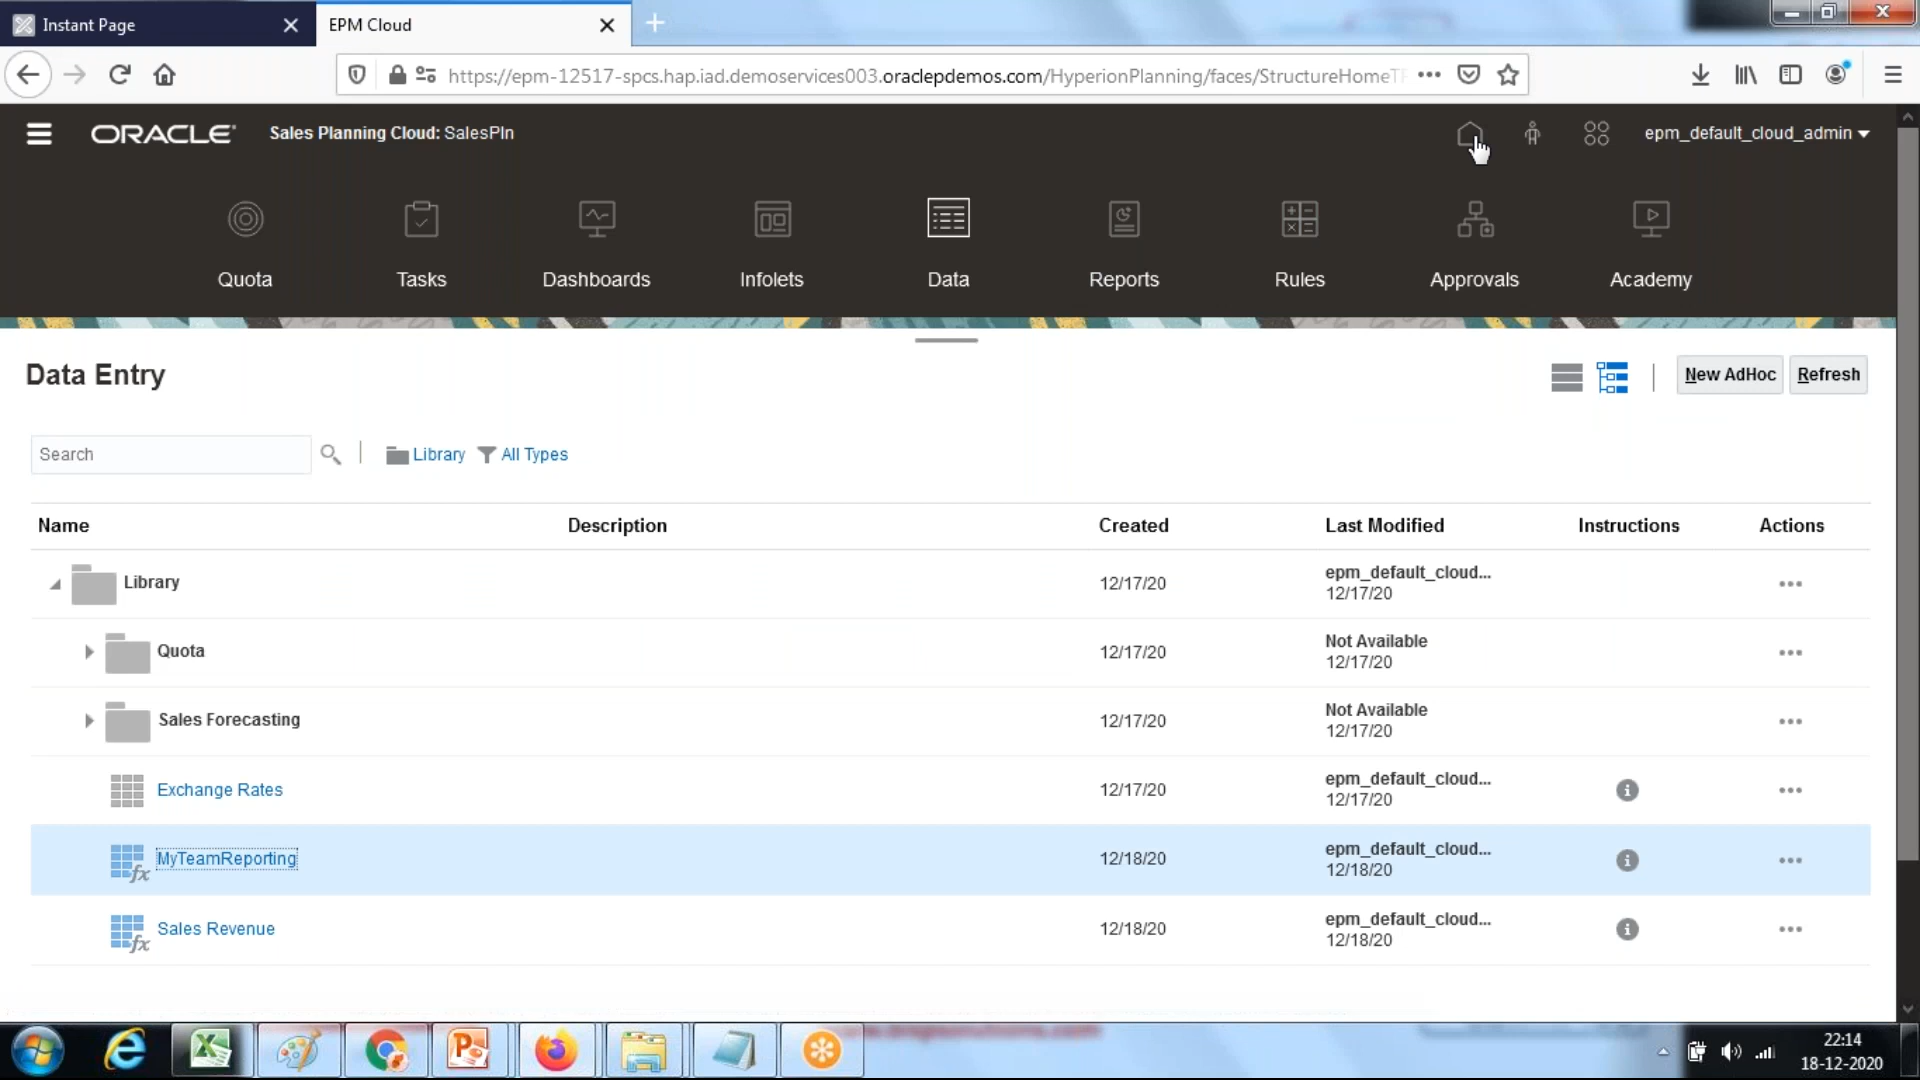 Instant Page
EPM Cloud
https://epm-12517-spcs.hap.iad.demoservices003.oraclepdemos.com/HyperionPlanning/faces/StructureHomeTF
ORACLE
Sales Planning Cloud: SalesPln
epm_default_cloud_admin
Quota
Tasks
Dashboards
Infolets
Data
Reports
Rules
Approvals
Academy
Data Entry
New AdHoc
Refresh
Search
Library
All Types
Name Description Created Last Modified Instructions Actions
Library 12/17/20 epm_default_cloud...
12/17/20
Quota 12/17/20 Not Available
12/17/20
Sales Forecasting 12/17/20 Not Available
12/17/20
Exchange Rates 12/17/20 epm_default_cloud...
12/17/20
MyTeamReporting 12/18/20 epm_default_cloud...
12/18/20
Sales Revenue 12/18/20 epm_default_cloud...
12/18/20
22:14
18-12-2020